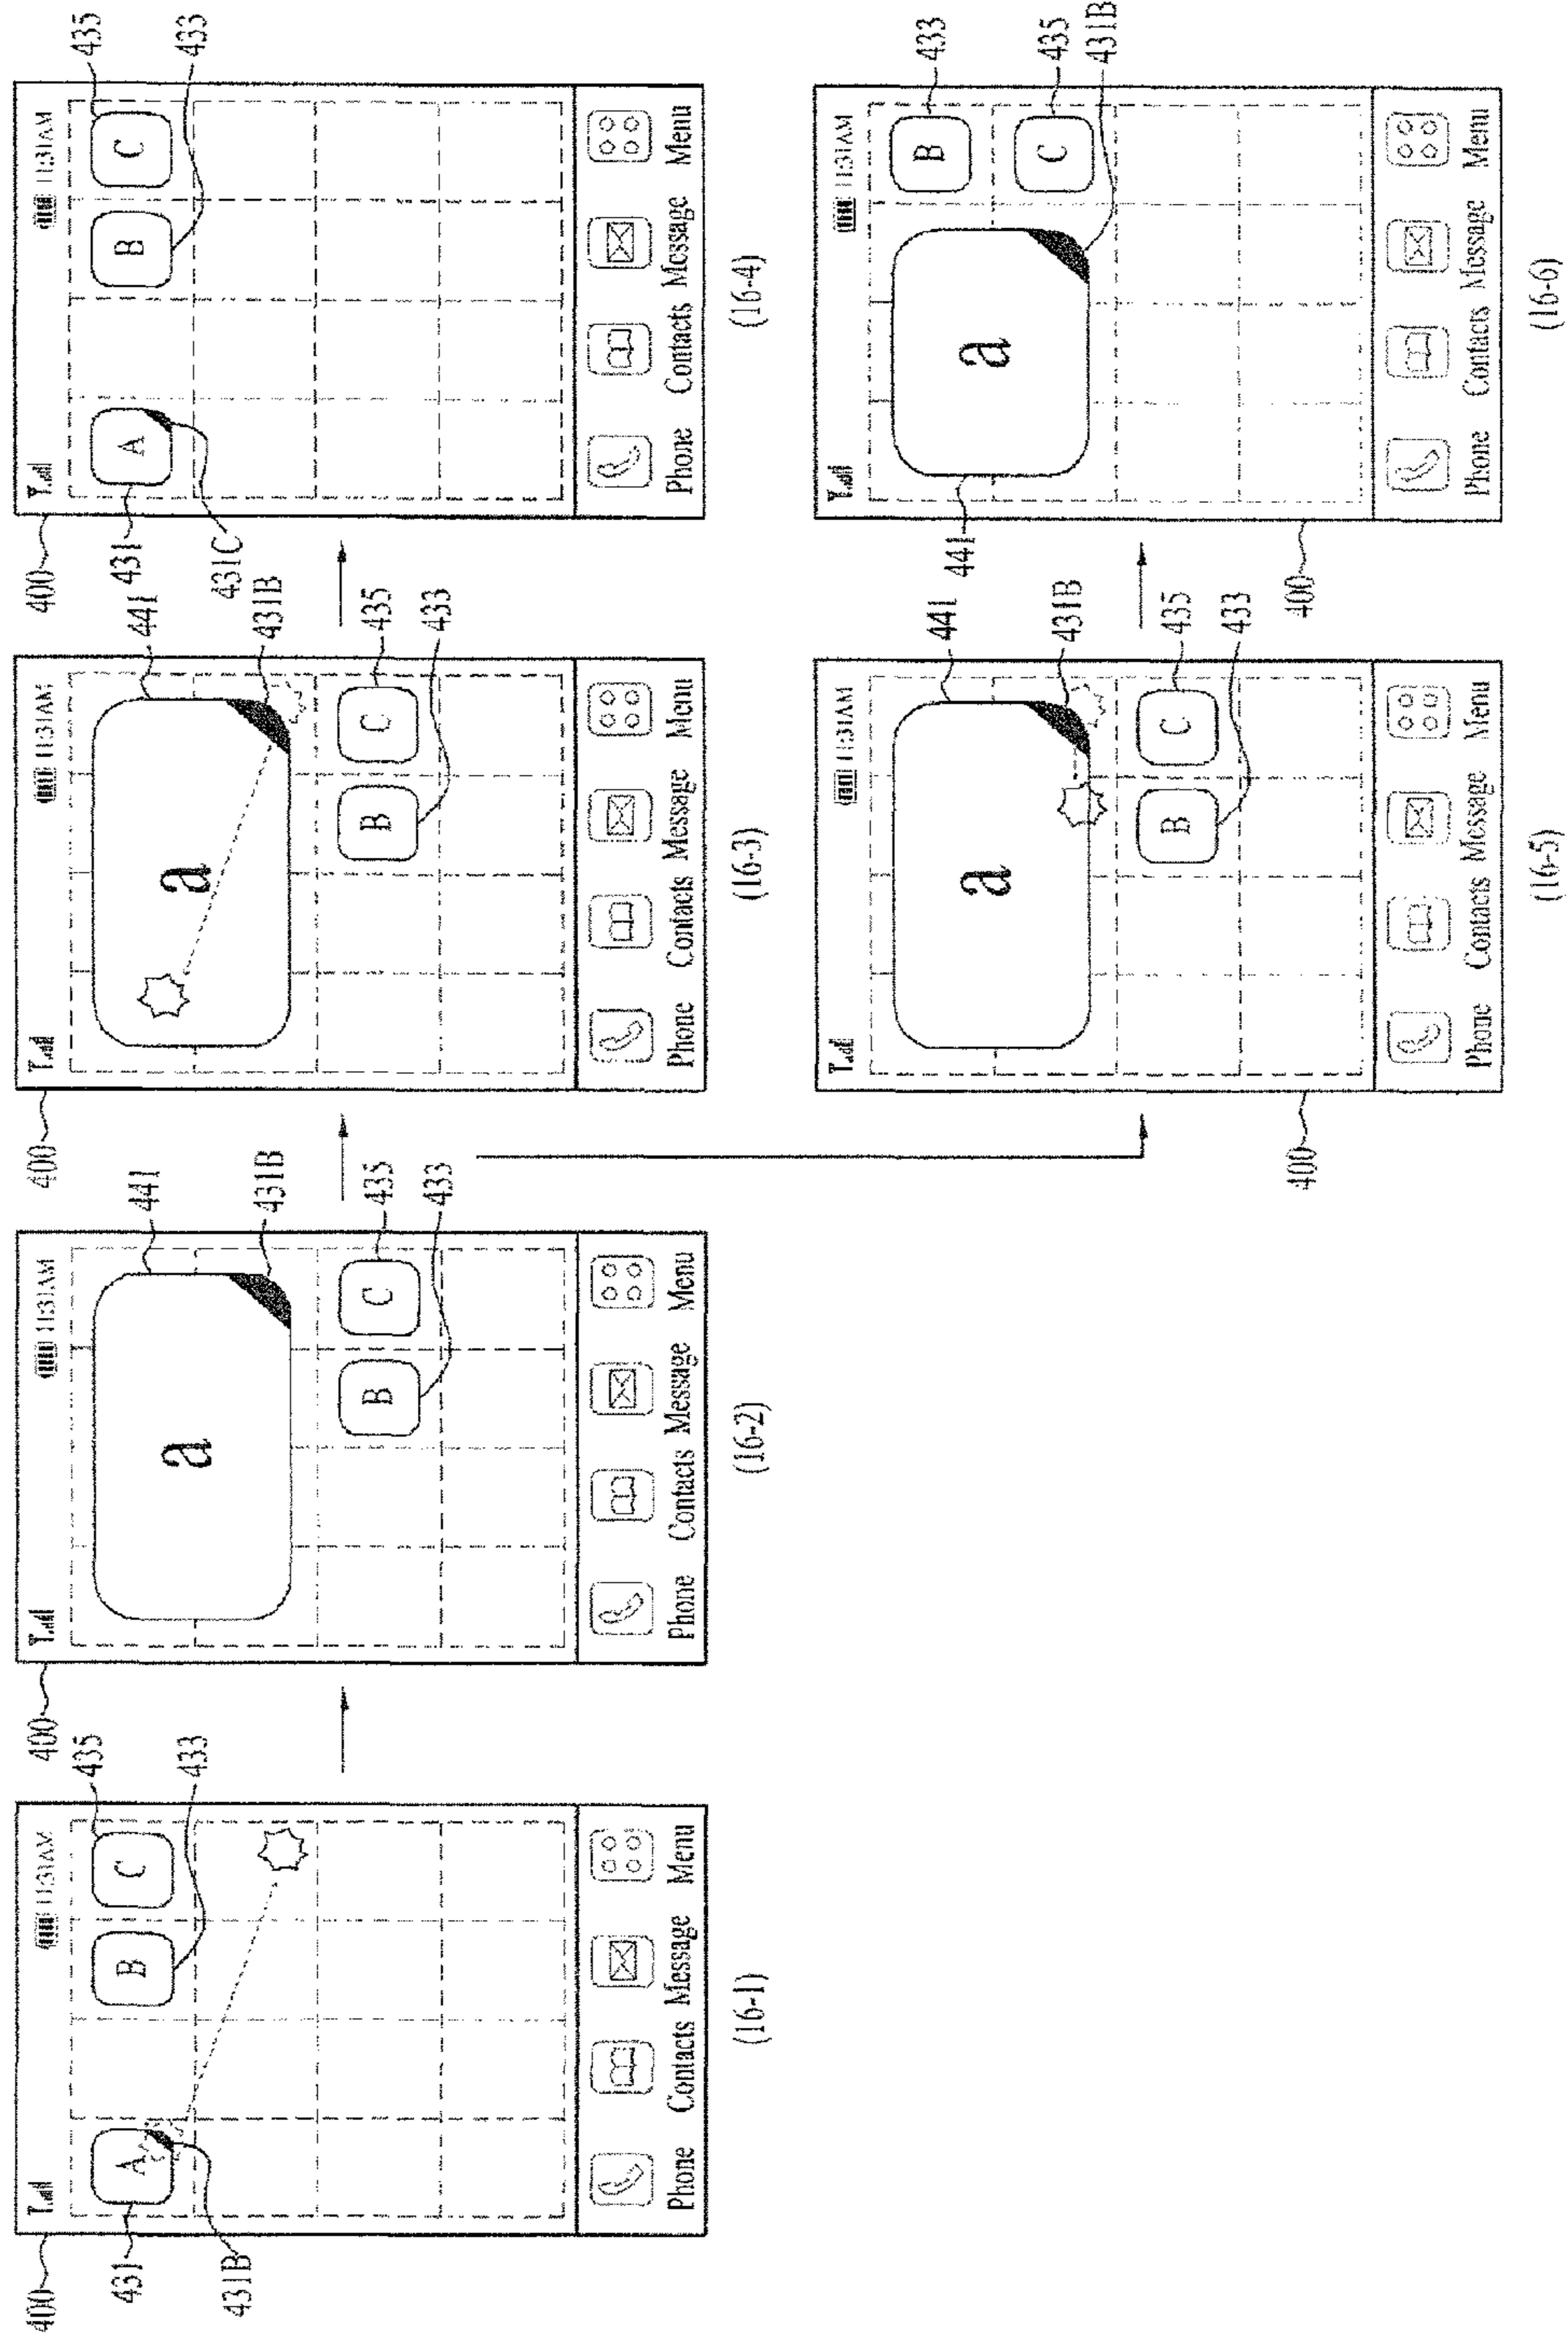 400
11:31AM
431
A
B
C
435
433
431B
Phone Contacts Message Menu
(16-1)
400
11:31AM
a
441
431B
B
C
435
433
Phone Contacts Message Menu
(16-2)
400
11:31AM
a
441
431B
B
C
435
433
Phone Contacts Message Menu
(16-3)
400
11:31AM
431
A
B
C
435
433
431C
Phone Contacts Message Menu
(16-4)
11:31AM
a
441
431B
B
C
435
433
400
Phone Contacts Message Menu
(16-5)
11:31AM
441
a
B
C
433
435
431B
400
Phone Contacts Message Menu
(16-6)